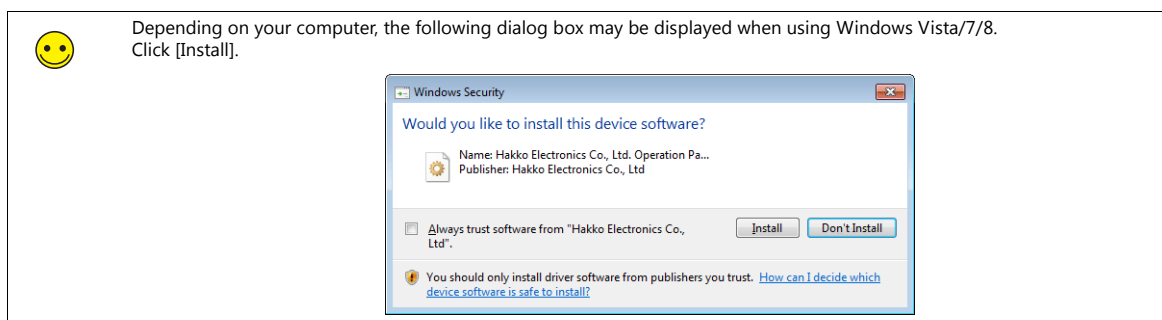 Depending on your computer, the following dialog box may be displayed when using Windows Vista/7/8.
Click [Install].
Windows Security
Would you like to install this device software?
Name: Hakko Electronics Co., Ltd. Operation Pa...
Publisher: Hakko Electronics Co., Ltd
Always trust software from "Hakko Electronics Co.,
Ltd".
Install
Don't Install
You should only install driver software from publishers you trust. How can I decide which
device software is safe to install?